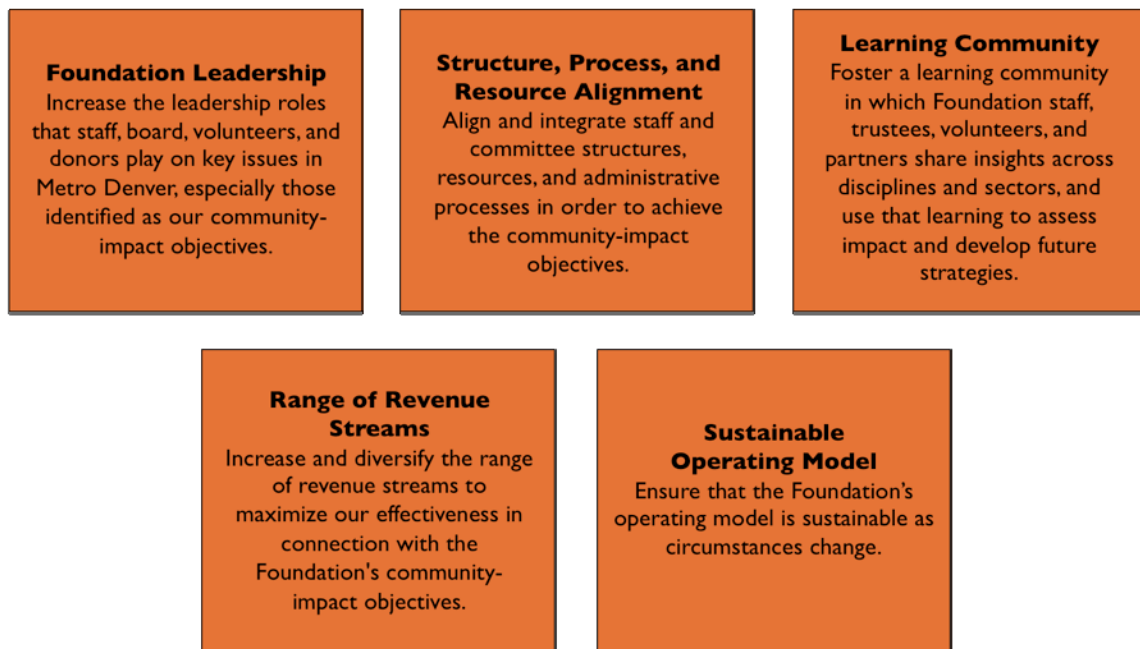 Foundation Leadership
Increase the leadership roles
that staff, board, volunteers, and
donors play on key issues in
Metro Denver, especially those
identified as our community-
impact objectives.
Structure, Process, and
Resource Alignment
Align and integrate staff and
committee structures,
resources, and administrative
processes in order to achieve
the community-impact
objectives.
Learning Community
Foster a learning community
in which Foundation staff,
trustees, volunteers, and
partners share insights across
disciplines and sectors, and
use that learning to assess
impact and develop future
strategies.
Range of Revenue
Streams
Increase and diversify the range
of revenue streams to
maximize our effectiveness in
connection with the
Foundation's community-
impact objectives.
Sustainable
Operating Model
Ensure that the Foundation’s
operating model is sustainable as
circumstances change.